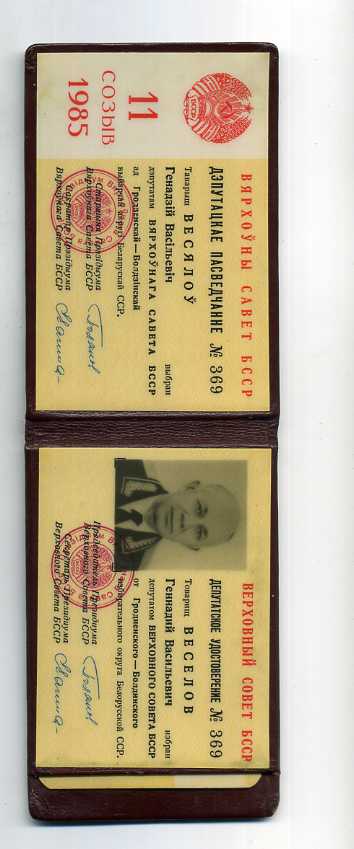 11
СОЗЫВ
1985
ВЯРХОЎНЫ САВЕТ БССР
ДЭПУТАЦКАЕ ПАСВЕДЧАННЕ № 369
Таварыш ВЕСЯЛОЎ
Генадзій Васільевіч выбран
дэпутатам ВЯРХОЎНАГА САВЕТА БССР
ад Гродзенскай—Волдзінскай
выбарчай акругі Беларускай ССР.
Старшыня Прэзідыума
Вярхоўнага Савета БССР
Сакратар Прэзідыума
Вярхоўнага Савета БССР
ВЕРХОВНЫЙ СОВЕТ БССР
ДЕПУТАТСКОЕ УДОСТОВЕРЕНИЕ № 369
Товарищ ВЕСЕЛОВ
Геннадий Васильевич избран
депутатом ВЕРХОВНОГО СОВЕТА БССР
от Гродненского—Болдинского
избирательного округа Белорусской ССР.
Председатель Президиума
Верховного Совета БССР
Секретарь Президиума
Верховного Совета БССР